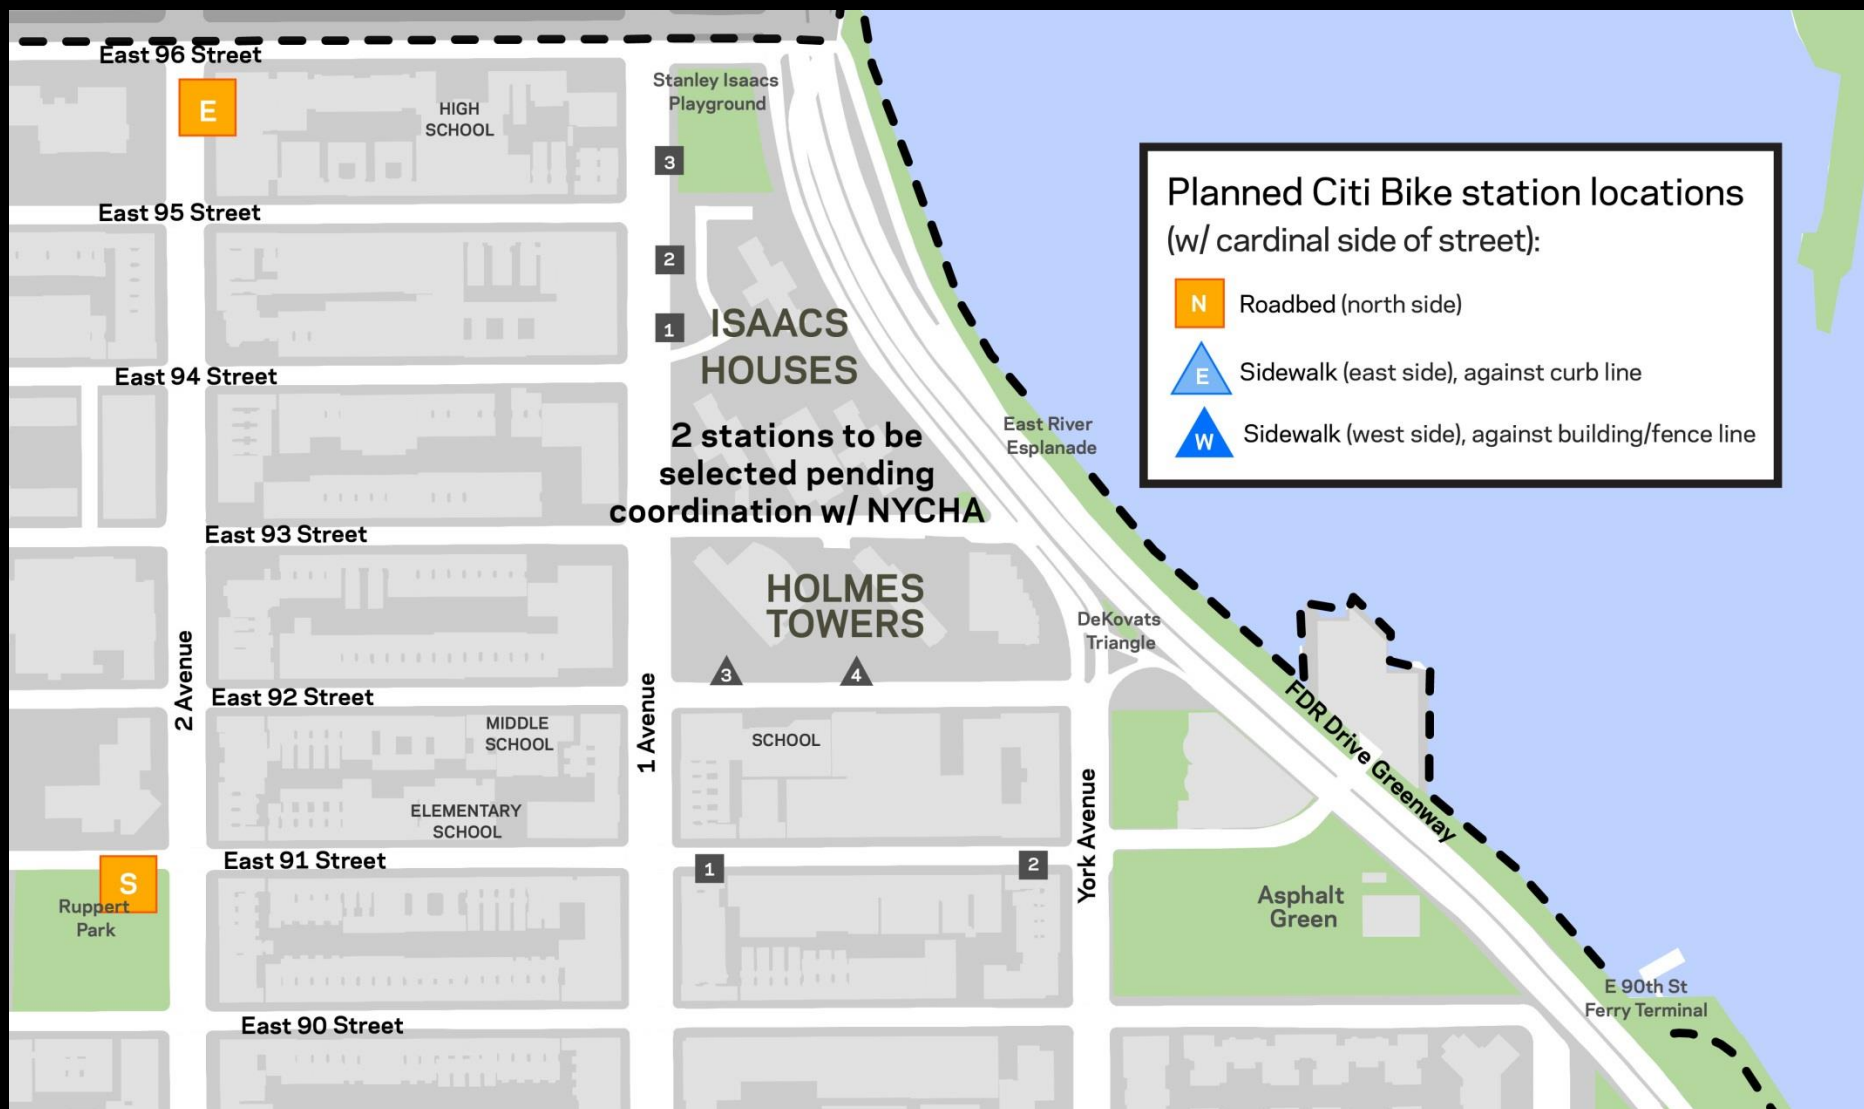 East 96 Street
E
HIGH
SCHOOL
Stanley Isaacs
Playground
3
East 95 Street
2
1
ISAACS
HOUSES
East 94 Street
2 stations to be
selected pending
coordination w/ NYCHA
East River
Esplanade
Planned Citi Bike station locations
(w/ cardinal side of street):
N Roadbed (north side)
E Sidewalk (east side), against curb line
W Sidewalk (west side), against building/fence line
East 93 Street
HOLMES
TOWERS
DeKovats
Triangle
3
4
2 Avenue
East 92 Street
1 Avenue
MIDDLE
SCHOOL
SCHOOL
ELEMENTARY
SCHOOL
FDR Drive Greenway
York Avenue
East 91 Street
1
2
S
Ruppert
Park
Asphalt
Green
E 90th St
Ferry Terminal
East 90 Street